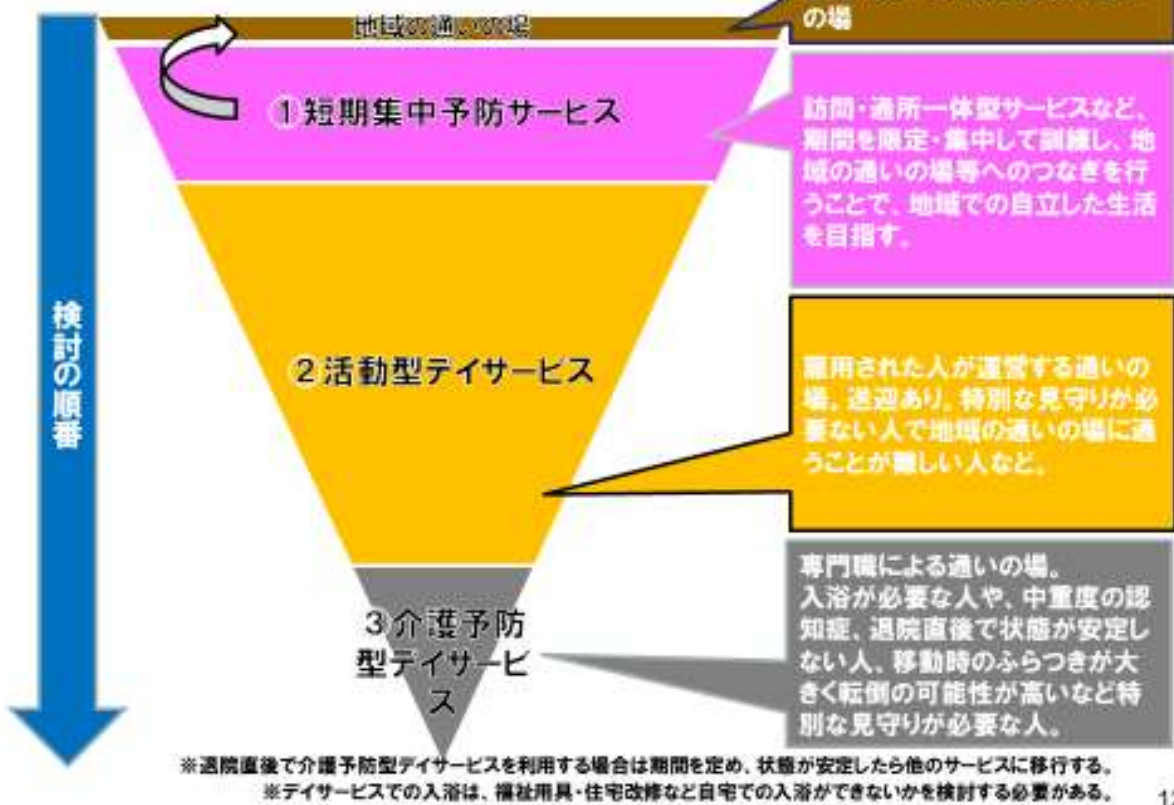 の場
地域の通いの場
①短期集中予防サービス
訪問・通所一体型サービスなど、
期間を限定・集中して訓練し、地
域の通いの場等へのつなぎを行
うことで、地域での自立した生活
を目指す。
検討の順番
②活動型デイサービス
雇用された人が運営する通いの
場。送迎あり。特別な見守りが必
要ない人で地域の通いの場に通
うことが難しい人など。
③介護予防
型デイサービ
ス
専門職による通いの場。
入浴が必要な人や、中重度の認
知症、退院直後で状態が安定し
ない人、移動時のふらつきが大
きく転倒の可能性が高いなど特
別な見守りが必要な人。
※退院直後で介護予防型デイサービスを利用する場合は期間を定め、状態が安定したら他のサービスに移行する。
※デイサービスでの入浴は、福祉用具・住宅改修など自宅での入浴ができないかを検討する必要がある。